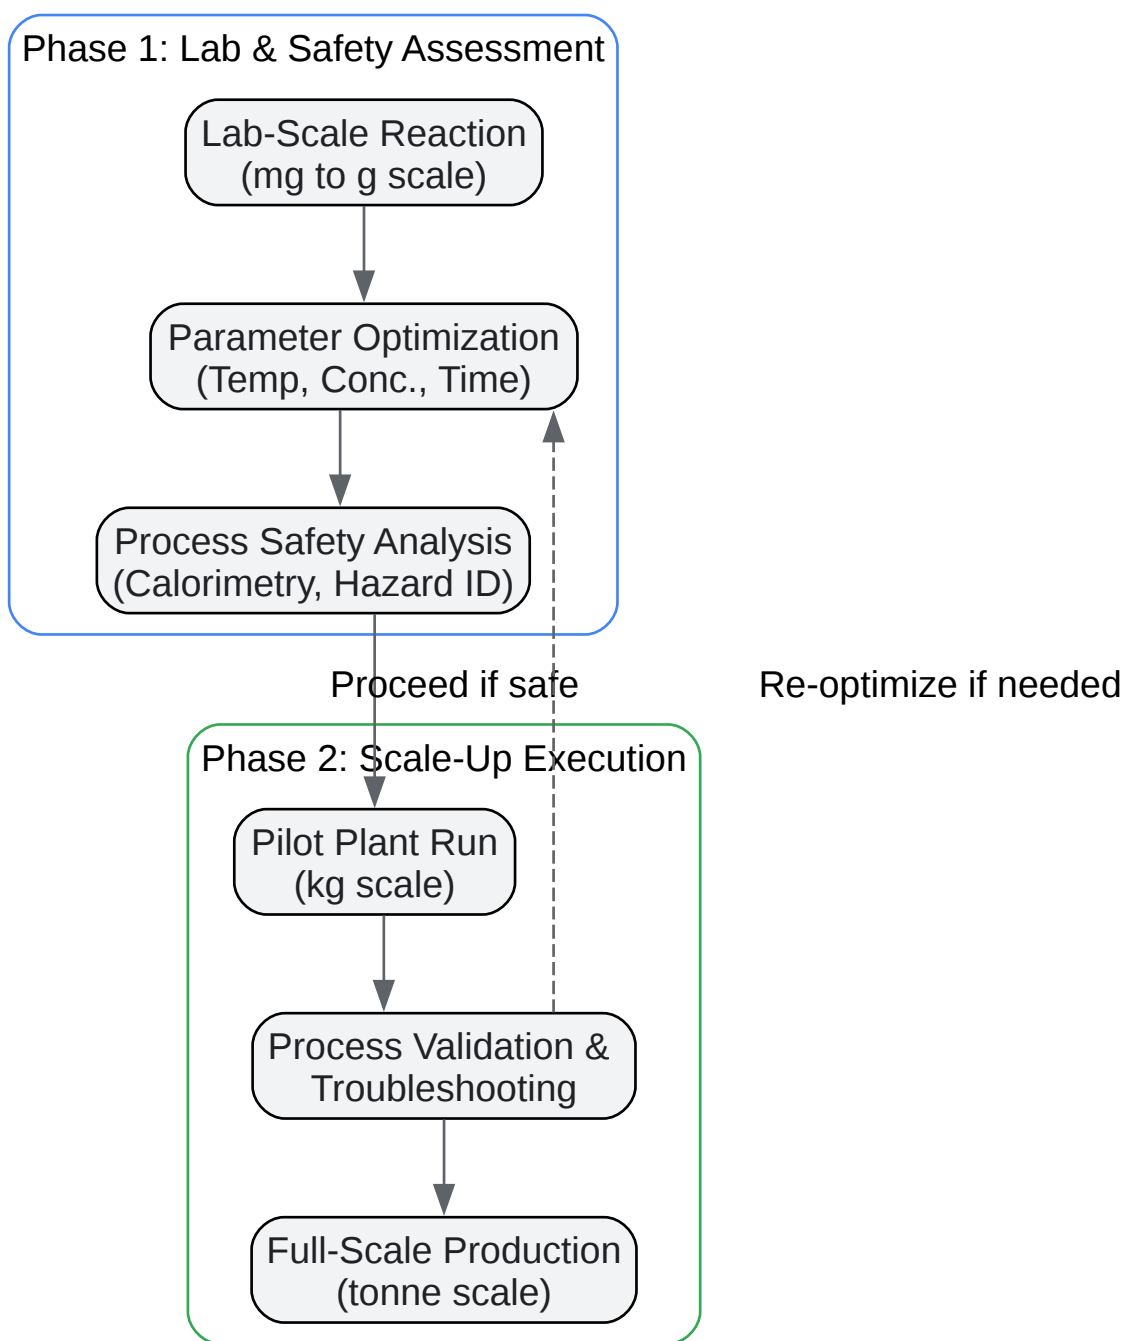 Phase 1: Lab & Safety Assessment
Lab-Scale Reaction
(mg to g scale)
Parameter Optimization
(Temp, Conc., Time)
Process Safety Analysis
(Calorimetry, Hazard ID)
Proceed if safe
Re-optimize if needed
Phase 2: Scale-Up Execution
Pilot Plant Run
(kg scale)
Process Validation &
Troubleshooting
Full-Scale Production
(tonne scale)